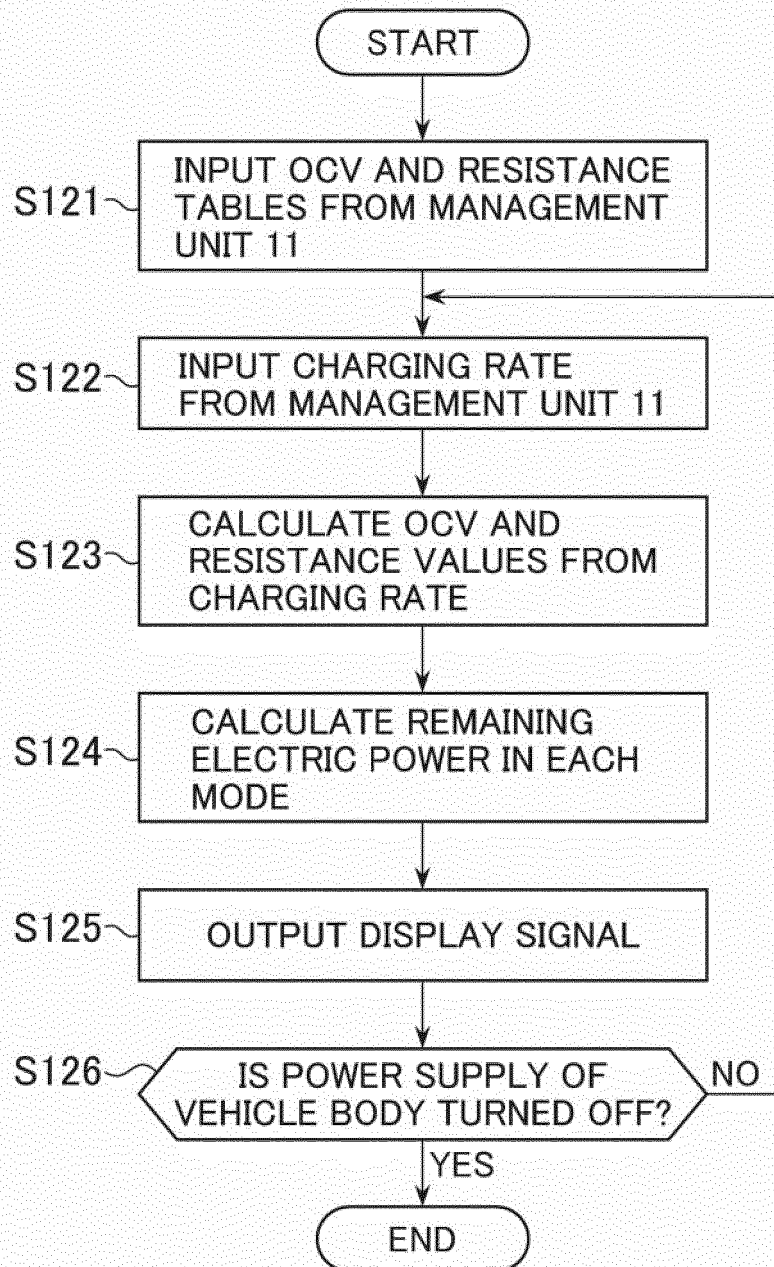 START
S121
INPUT OCV AND RESISTANCE
TABLES FROM MANAGEMENT
UNIT 11
S122
INPUT CHARGING RATE
FROM MANAGEMENT UNIT 11
S123
CALCULATE OCV AND
RESISTANCE VALUES FROM
CHARGING RATE
S124
CALCULATE REMAINING
ELECTRIC POWER IN EACH
MODE
S125
OUTPUT DISPLAY SIGNAL
S126
IS POWER SUPPLY OF
VEHICLE BODY TURNED OFF?
NO
YES
END